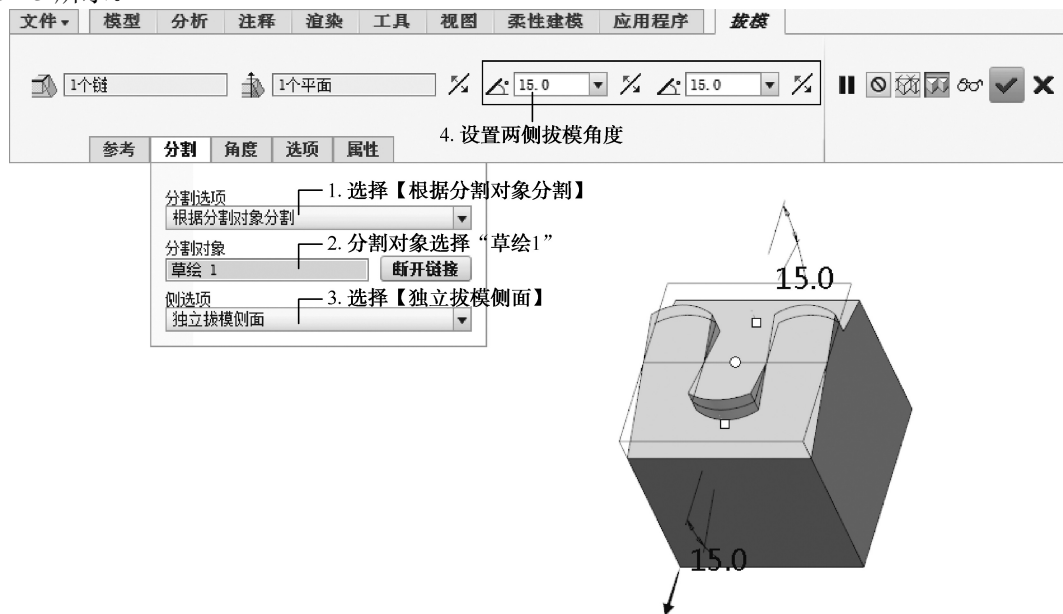 文件 模型 分析 注释 渲染 工具 视图 柔性建模 应用程序 拔模
1个链 1个平面 15.0 15.0
4. 设置两侧拔模角度
参考 分割 角度 选项 属性
分割选项
1. 选择【根据分割对象分割】
根据分割对象分割
分割对象
2. 分割对象选择“草绘1”
草绘 1 断开链接
侧选项
3. 选择【独立拔模侧面】
独立拔模侧面
15.0
15.0